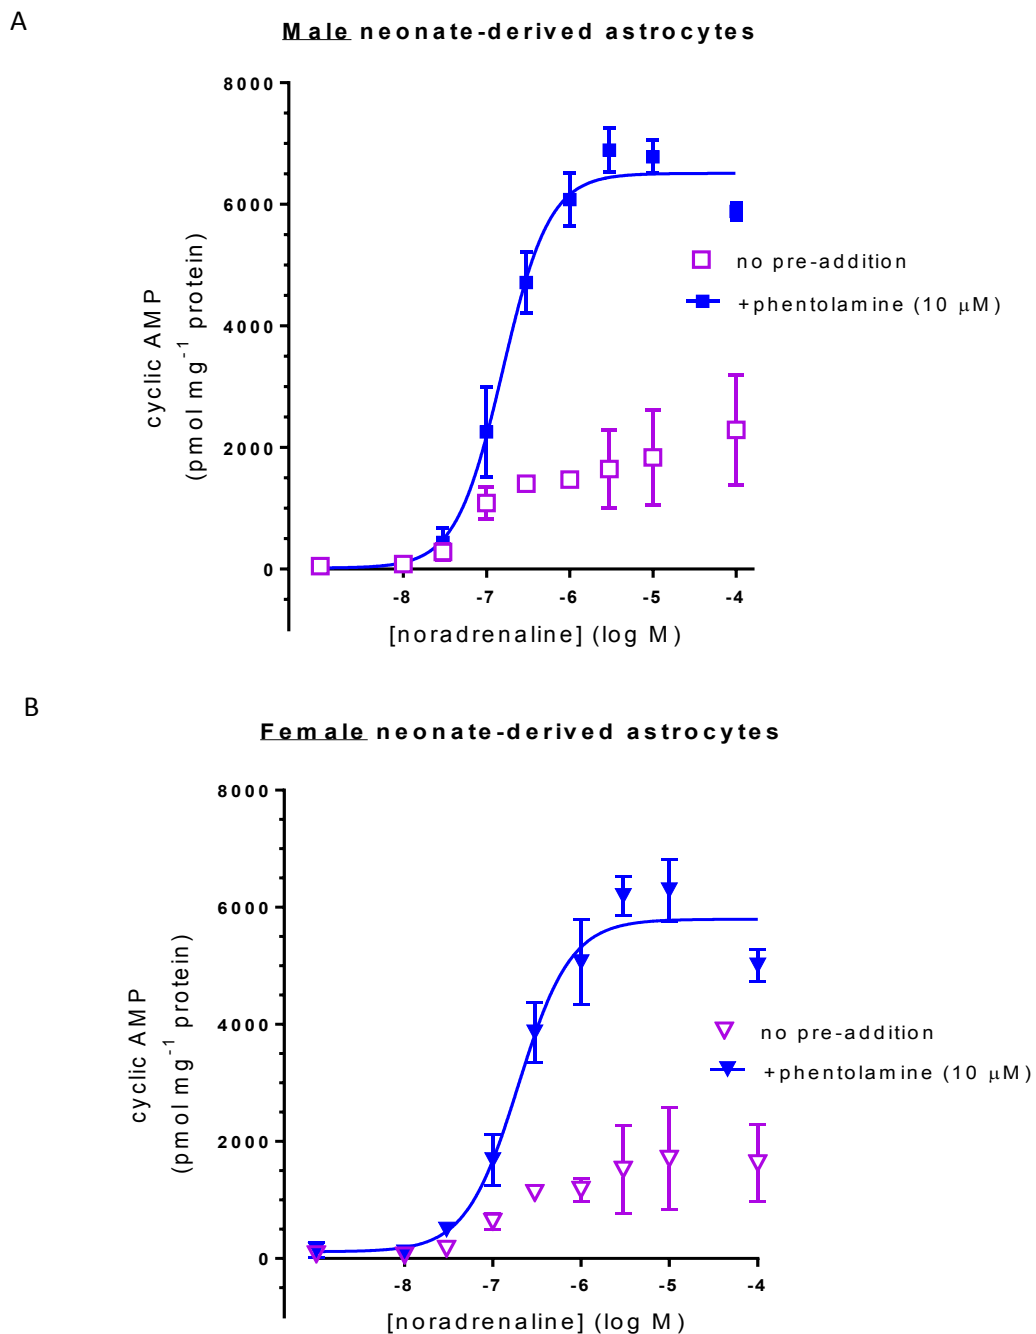 A
Male neonate-derived astrocytes
8000
6000
4000
2000
0
cyclic AMP
(pmol mg⁻¹ protein)
no pre-addition
+phentolamine (10 μM)
-8 -7 -6 -5 -4
[noradrenaline] (log M)
B
Female neonate-derived astrocytes
8000
6000
4000
2000
0
cyclic AMP
(pmol mg⁻¹ protein)
no pre-addition
+phentolamine (10 μM)
-8 -7 -6 -5 -4
[noradrenaline] (log M)